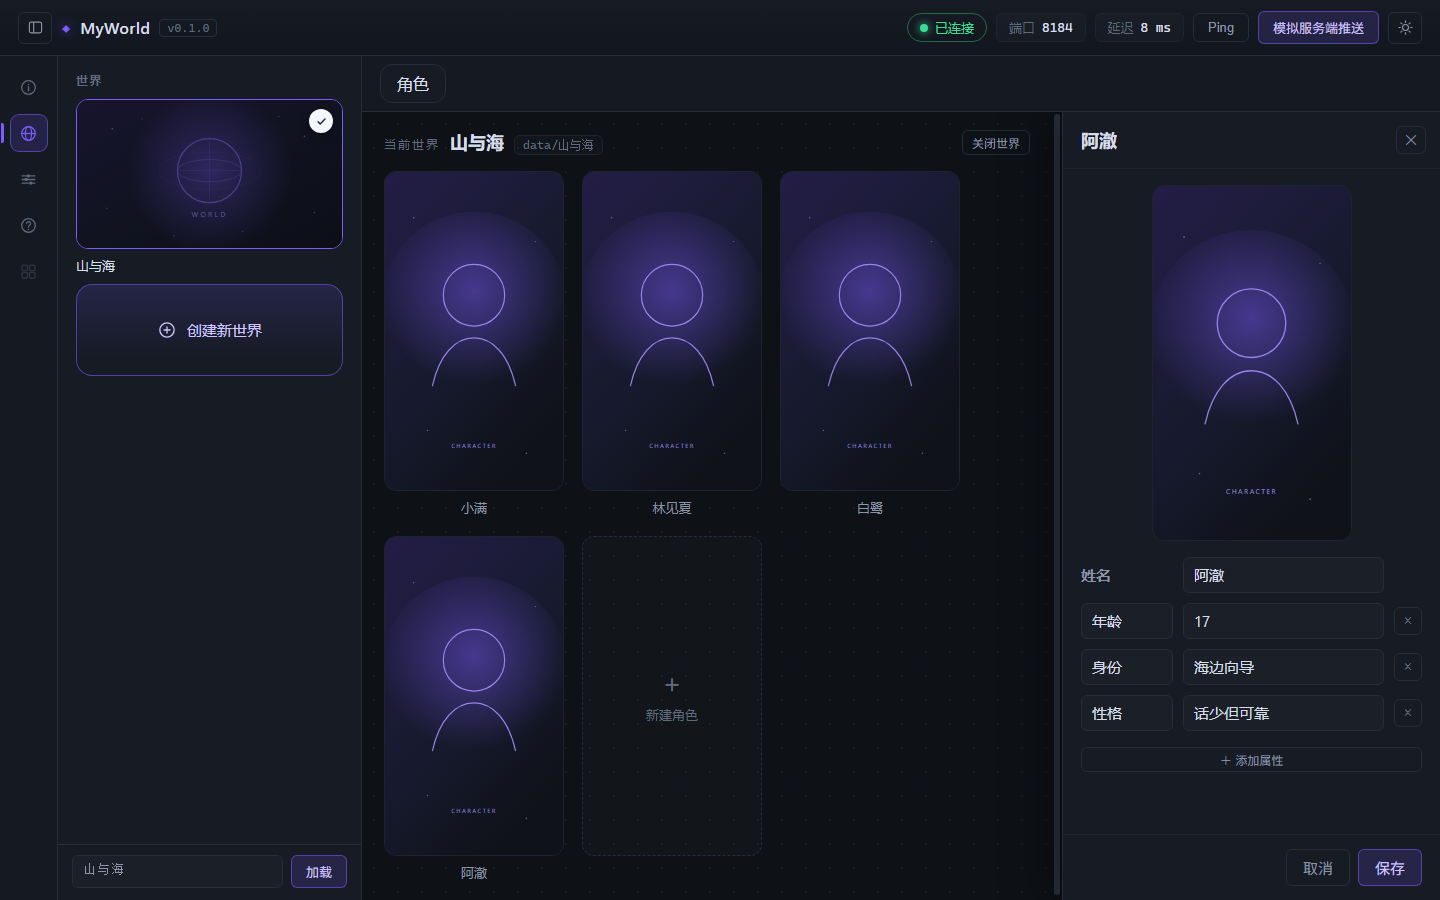 MyWorld v0.1.0
已连接
端口 8184
延迟 8 ms
Ping
模拟服务端推送
世界
WORLD
山与海
创建新世界
山与海
加载
角色
当前世界 山与海 data/山与海
关闭世界
CHARACTER
CHARACTER
CHARACTER
小满
林见夏
白鹭
CHARACTER
阿澈
+
新建角色
阿澈
CHARACTER
姓名 阿澈
年龄 17
身份 海边向导
性格 话少但可靠
+ 添加属性
取消
保存